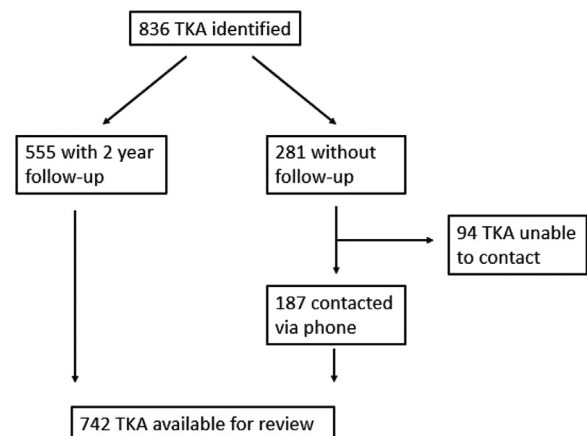 836 TKA identified
555 with 2 year
follow-up
281 without
follow-up
94 TKA unable
to contact
187 contacted
via phone
742 TKA available for review